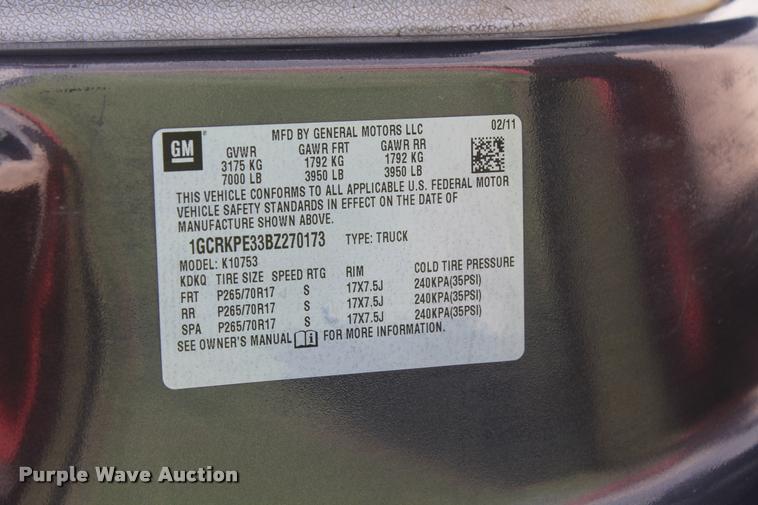 GM
MFD BY GENERAL MOTORS LLC 02/11
GVWR GAWR FRT GAWR RR
3175 KG 1792 KG 1792 KG
7000 LB 3950 LB 3950 LB
THIS VEHICLE CONFORMS TO ALL APPLICABLE U.S. FEDERAL MOTOR
VEHICLE SAFETY STANDARDS IN EFFECT ON THE DATE OF
MANUFACTURE SHOWN ABOVE.
1GCRKPE33BZ270173 TYPE: TRUCK
MODEL: K10753
KDKQ TIRE SIZE SPEED RTG RIM COLD TIRE PRESSURE
FRT P265/70R17 S 17X7.5J 240KPA(35PSI)
RR P265/70R17 S 17X7.5J 240KPA(35PSI)
SPA P265/70R17 S 17X7.5J 240KPA(35PSI)
SEE OWNER'S MANUAL i FOR MORE INFORMATION.
Purple Wave Auction